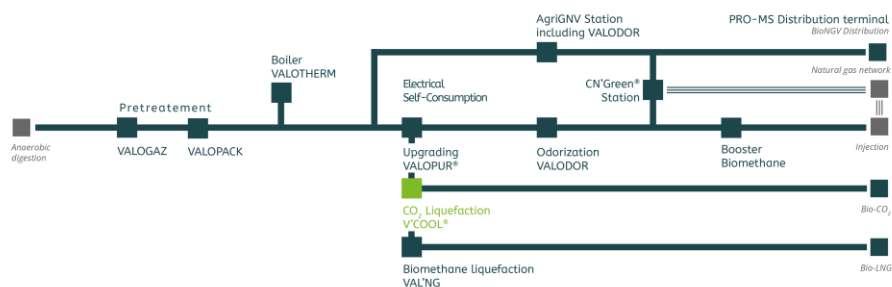 AgriGNV Station
including VALODOR
PRO-MS Distribution terminal
BioNGV Distribution
Boiler
VALOTHERM
Electrical
Self-Consumption
CN'Green®
Station
Natural gas network
Pretreatement
Anaerobic
digestion
VALOGAZ
VALOPACK
Upgrading
VALOPUR®
Odorization
VALODOR
Booster
Biomethane
Injection
CO₂ Liquefaction
V'COOL®
Bio-CO₂
Biomethane liquefaction
VAL'NG
Bio-LNG